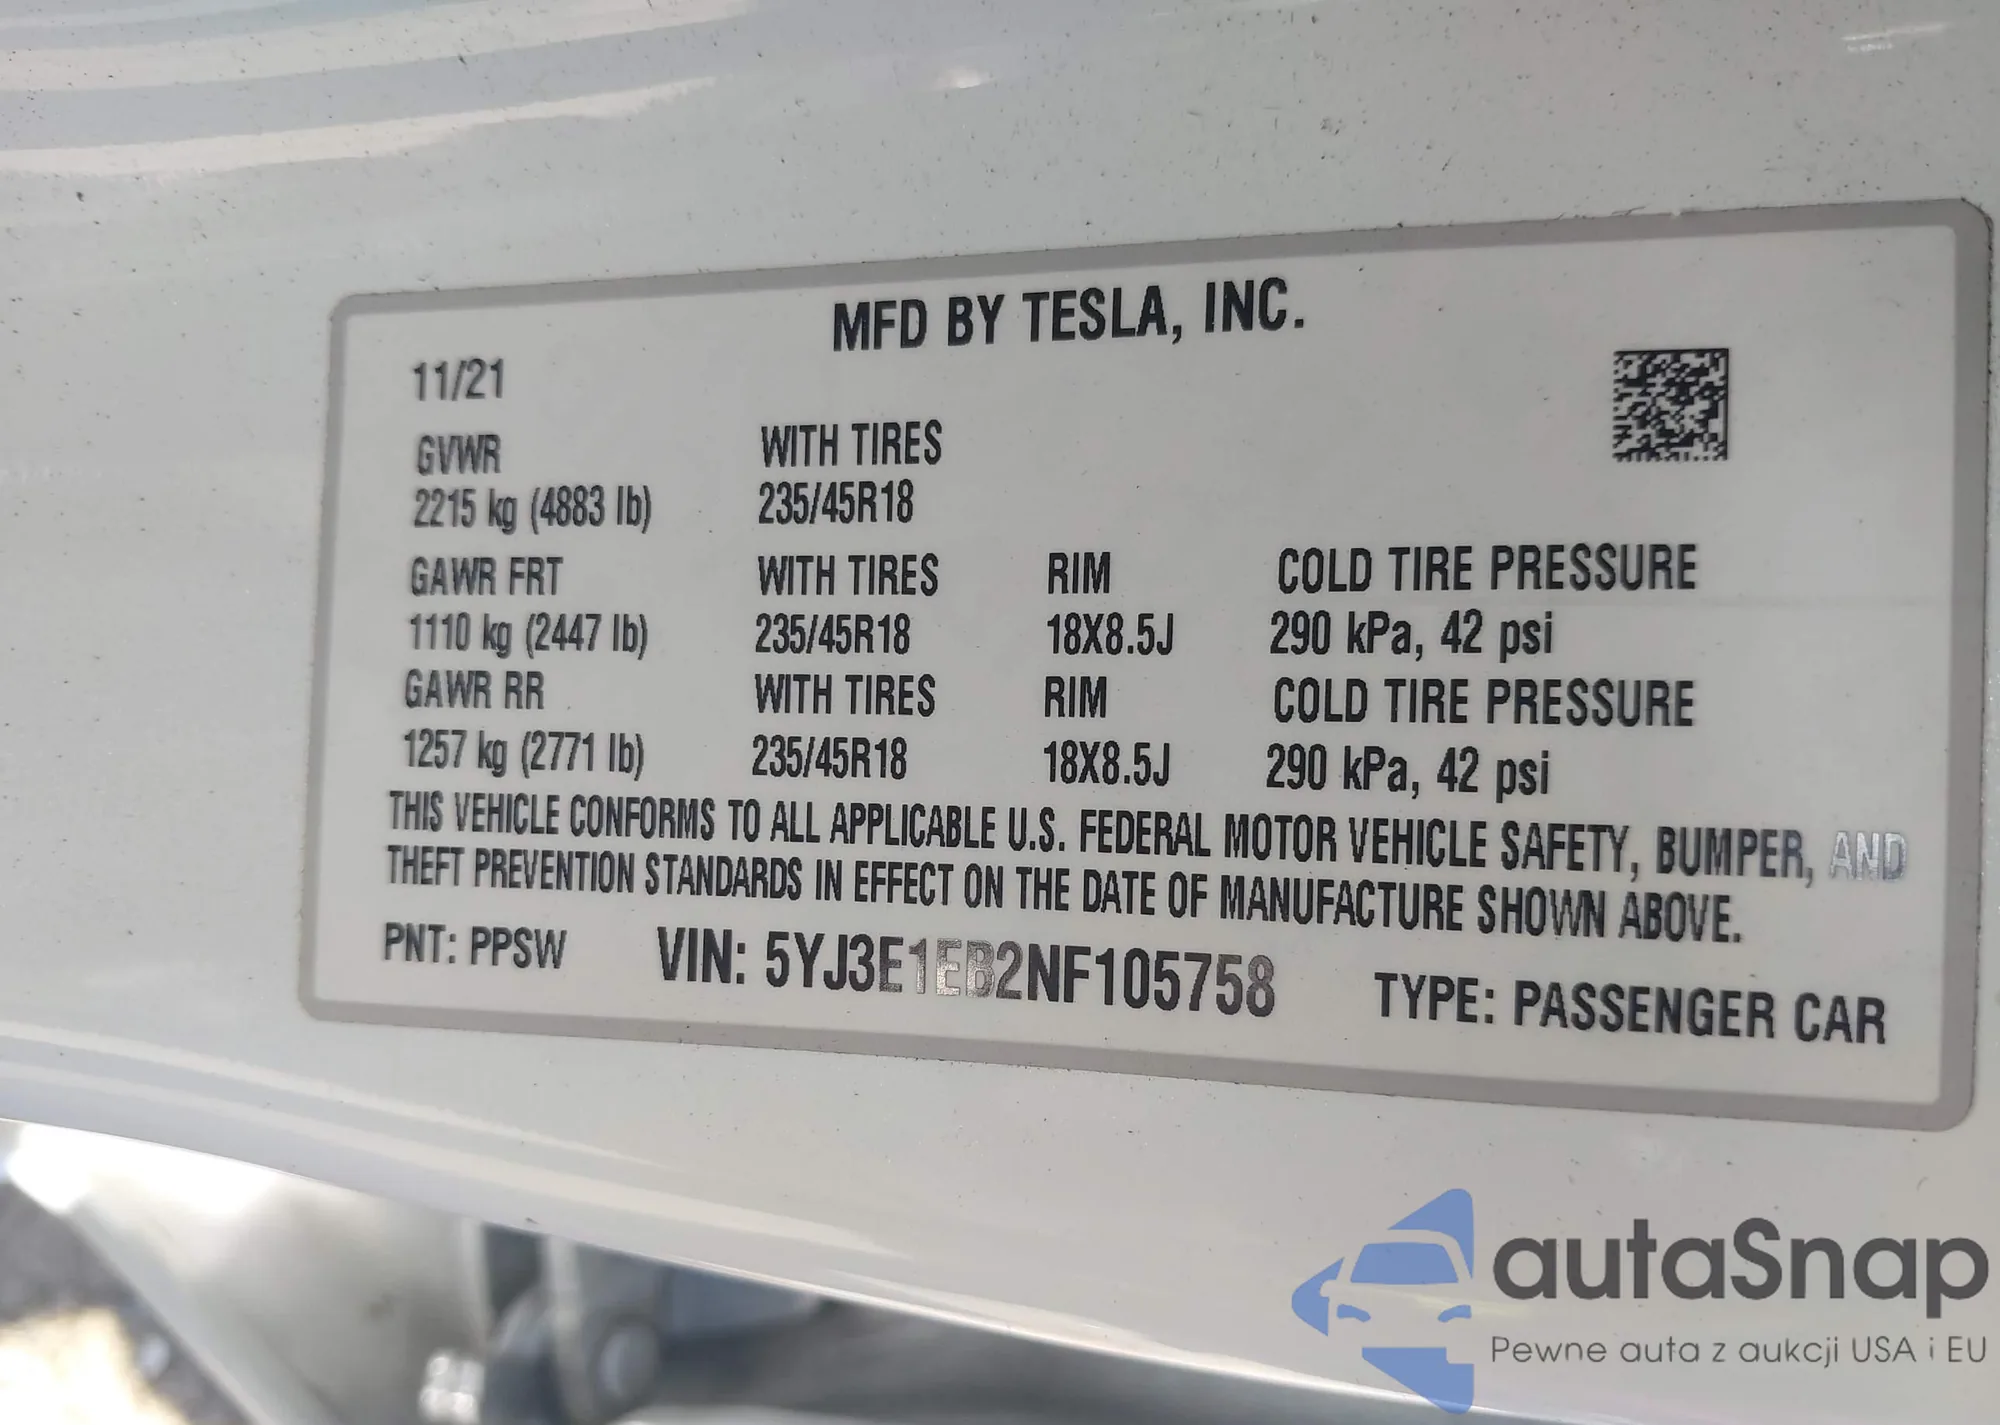 MFD BY TESLA, INC.
11/21
GVWR WITH TIRES
2215 kg (4883 lb) 235/45R18
GAWR FRT WITH TIRES RIM COLD TIRE PRESSURE
1110 kg (2447 lb) 235/45R18 18X8.5J 290 kPa, 42 psi
GAWR RR WITH TIRES RIM COLD TIRE PRESSURE
1257 kg (2771 lb) 235/45R18 18X8.5J 290 kPa, 42 psi
THIS VEHICLE CONFORMS TO ALL APPLICABLE U.S. FEDERAL MOTOR VEHICLE SAFETY, BUMPER, AND
THEFT PREVENTION STANDARDS IN EFFECT ON THE DATE OF MANUFACTURE SHOWN ABOVE.
PNT: PPSW VIN: 5YJ3E1EB2NF105758 TYPE: PASSENGER CAR
autaSnap
Pewne auta z aukcji USA i EU